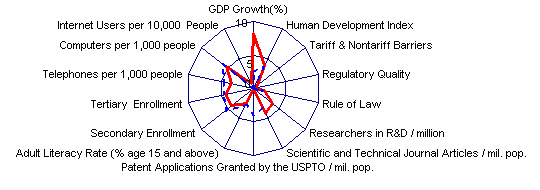 GDP Growth(%)
10
Internet Users per 10,000 People
Human Development Index
Computers per 1,000 people
Tariff & Nontariff Barriers
5
Telephones per 1,000 people
Regulatory Quality
Tertiary Enrollment
Rule of Law
Secondary Enrollment
Researchers in R&D / million
Adult Literacy Rate (% age 15 and above)
Scientific and Technical Journal Articles / mil. pop.
Patent Applications Granted by the USPTO / mil. pop.